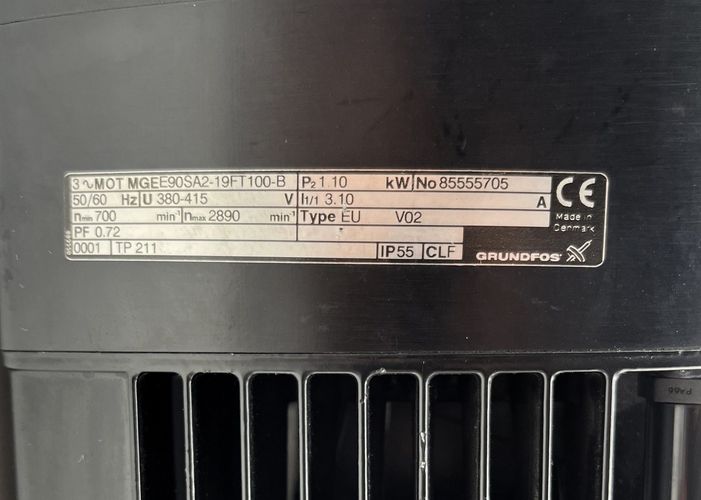 3~MOT MGEE90SA2-19FT100-B P2 1.10 kW No 85555705
50/60 Hz U 380-415 V I1/1 3.10 A
nmin 700 min⁻¹ nmax 2890 min⁻¹ Type EU V02
PF 0.72
0001 TP 211 IP55 CLF
CE
Made in
Denmark
GRUNDFOS